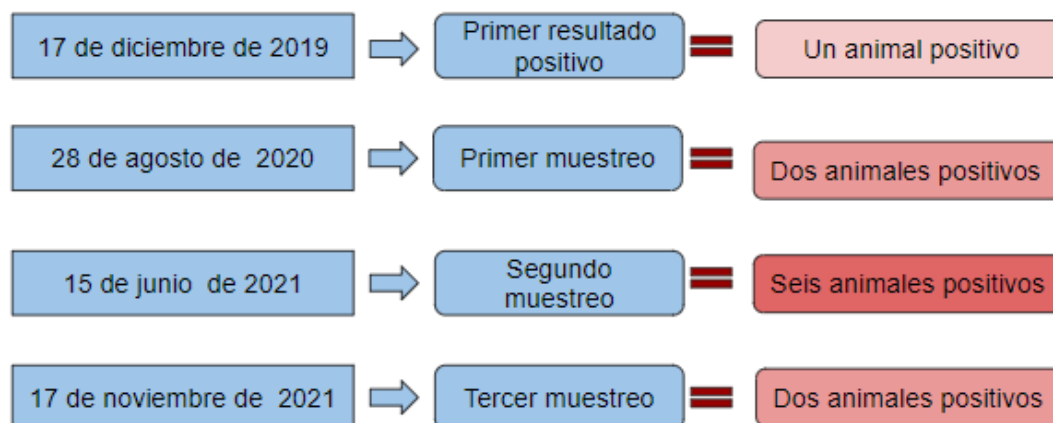 17 de diciembre de 2019
Primer resultado
positivo
Un animal positivo
28 de agosto de 2020
Primer muestreo
Dos animales positivos
15 de junio de 2021
Segundo
muestreo
Seis animales positivos
17 de noviembre de 2021
Tercer muestreo
Dos animales positivos